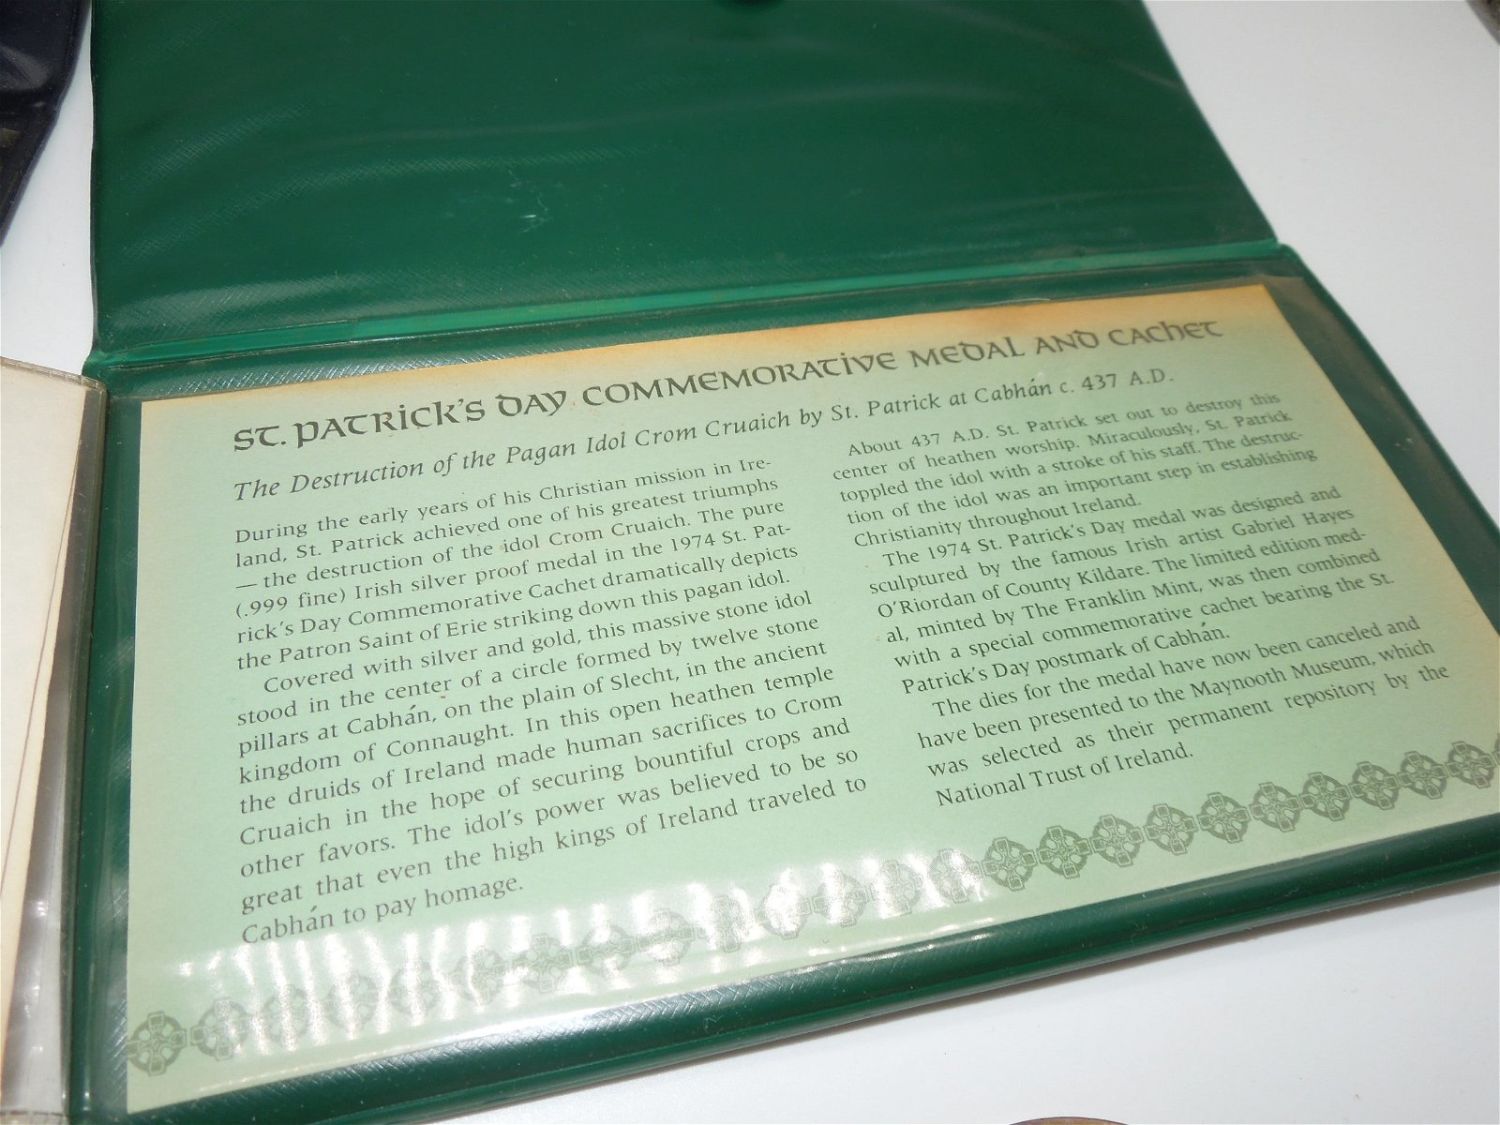 ST. PATRICK'S DAY COMMEMORATIVE MEDAL AND CACHET
The Destruction of the Pagan Idol Crom Cruaich by St. Patrick at Cabhán c. 437 A.D.
During the early years of his Christian mission in Ire-
land, St. Patrick achieved one of his greatest triumphs
— the destruction of the idol Crom Cruaich. The pure
(.999 fine) Irish silver proof medal in the 1974 St. Pat-
rick's Day Commemorative Cachet dramatically depicts
the Patron Saint of Erie striking down this pagan idol.
Covered with silver and gold, this massive stone idol
stood in the center of a circle formed by twelve stone
pillars at Cabhán, on the plain of Slecht, in the ancient
kingdom of Connaught. In this open heathen temple
the druids of Ireland made human sacrifices to Crom
Cruaich in the hope of securing bountiful crops and
other favors. The idol's power was believed to be so
great that even the high kings of Ireland traveled to
Cabhán to pay homage.
About 437 A.D. St. Patrick set out to destroy this
center of heathen worship. Miraculously, St. Patrick
toppled the idol with a stroke of his staff. The destruc-
tion of the idol was an important step in establishing
Christianity throughout Ireland.
The 1974 St. Patrick's Day medal was designed and
sculptured by the famous Irish artist Gabriel Hayes
O'Riordan of County Kildare. The limited edition med-
al, minted by The Franklin Mint, was then combined
with a special commemorative cachet bearing the St.
Patrick's Day postmark of Cabhán.
The dies for the medal have now been canceled and
have been presented to the Maynooth Museum, which
was selected as their permanent repository by the
National Trust of Ireland.